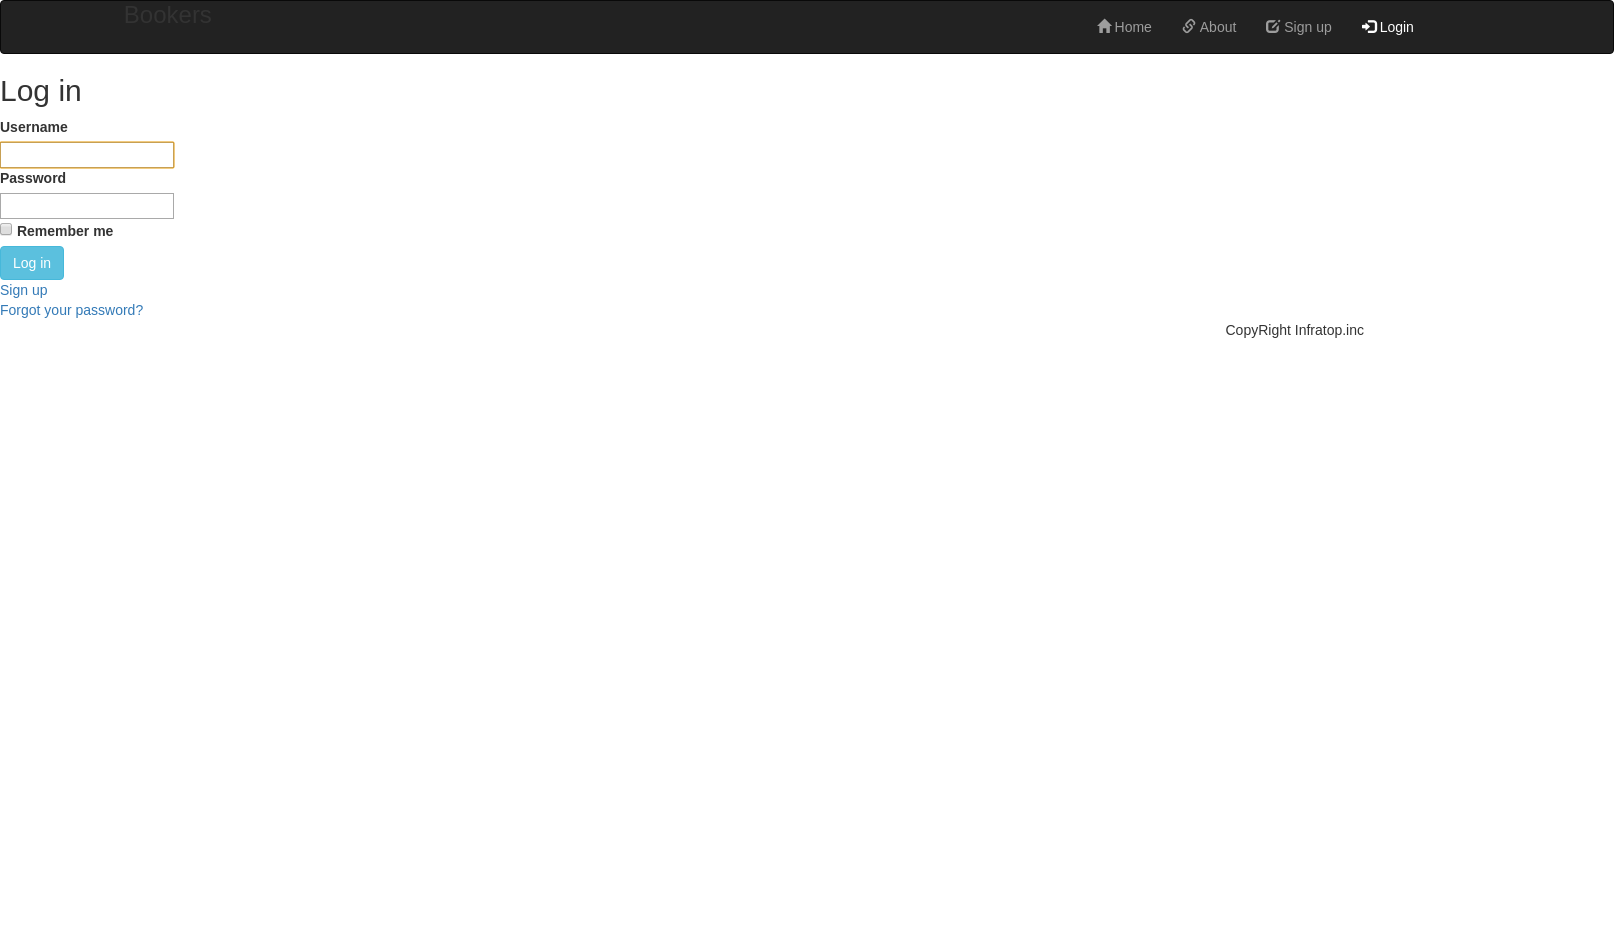 Bookers
Home About Sign up Login
Log in
Username
Password
Remember me
Log in
Sign up
Forgot your password?
CopyRight Infratop.inc